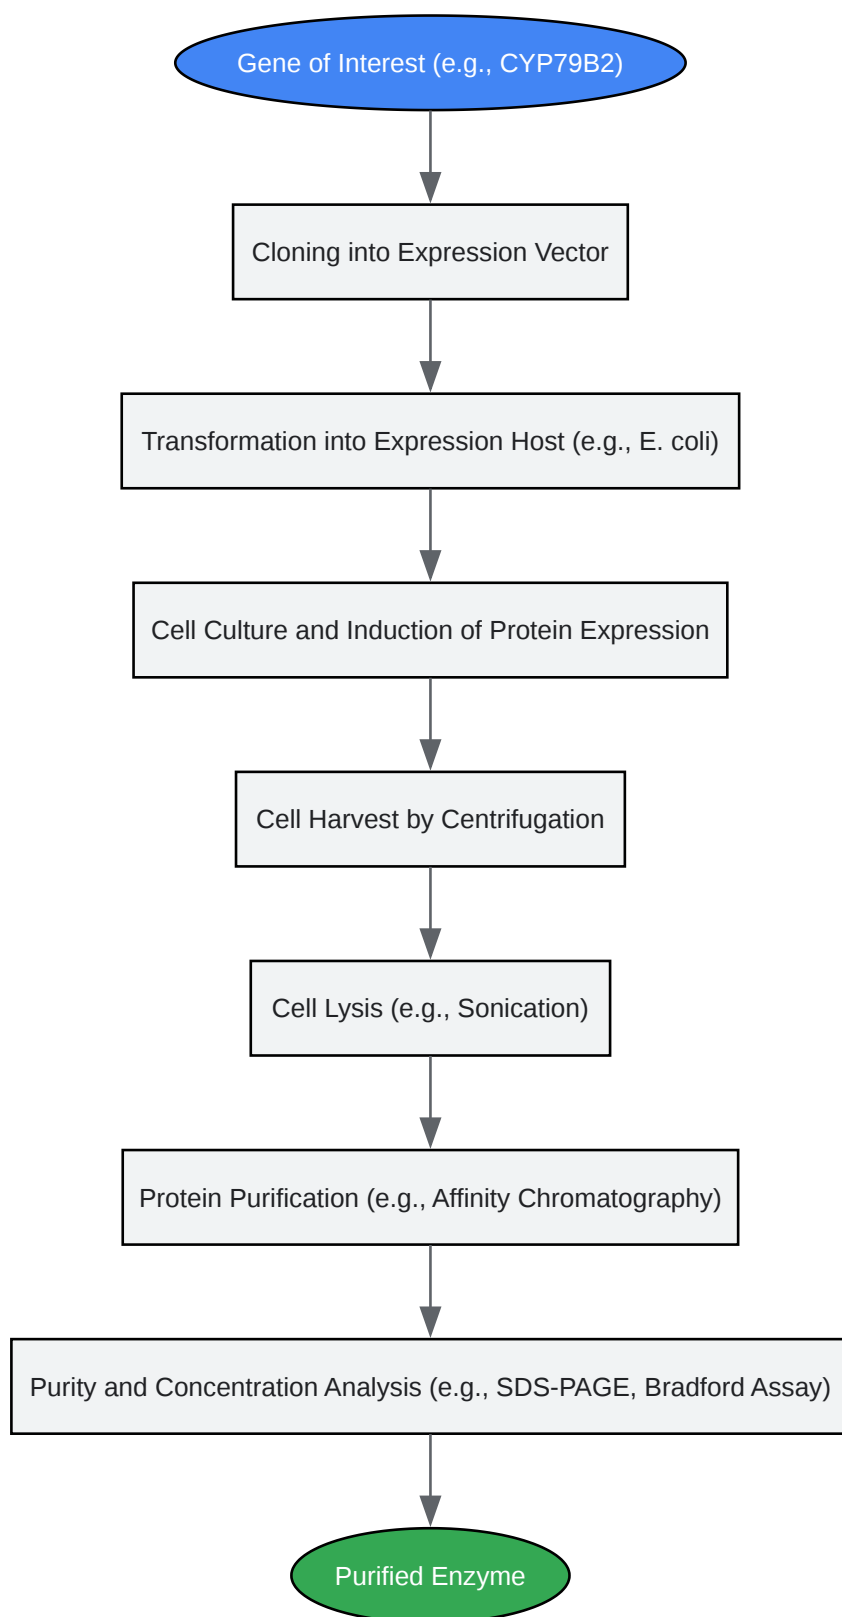 Gene of Interest (e.g., CYP79B2)
Cloning into Expression Vector
Transformation into Expression Host (e.g., E. coli)
Cell Culture and Induction of Protein Expression
Cell Harvest by Centrifugation
Cell Lysis (e.g., Sonication)
Protein Purification (e.g., Affinity Chromatography)
Purity and Concentration Analysis (e.g., SDS-PAGE, Bradford Assay)
Purified Enzyme